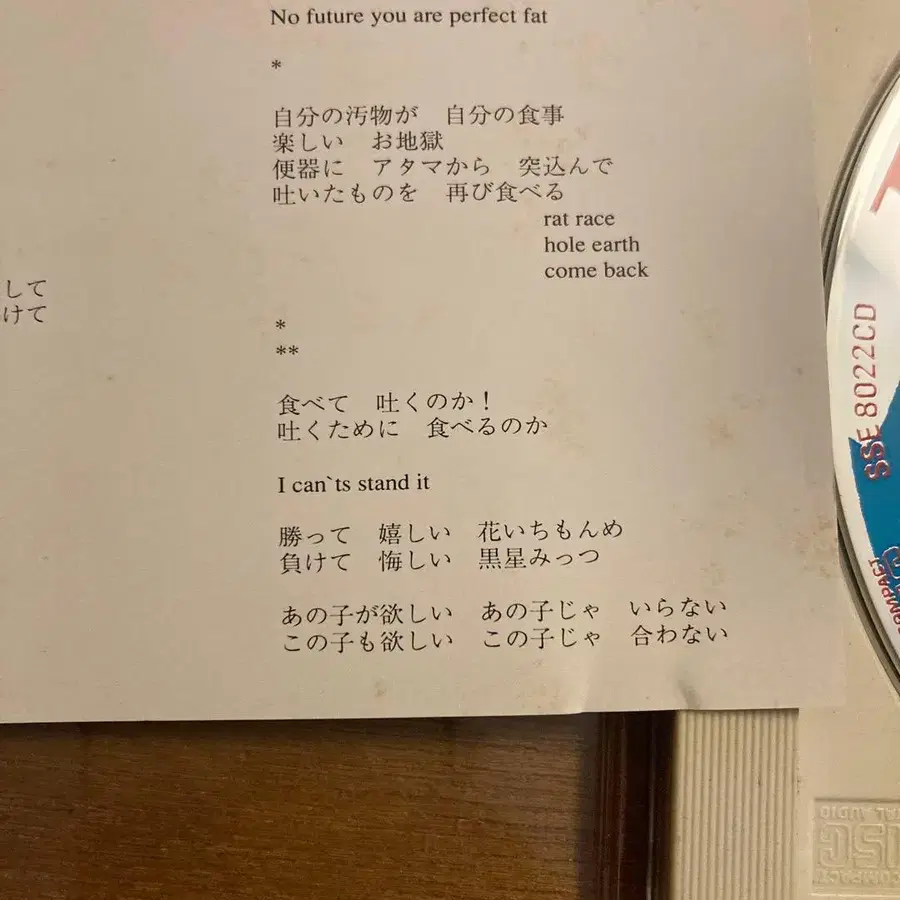 No future you are perfect fat
*
自分の汚物が　自分の食事
楽しい　お地獄
便器に　アタマから　突込んで
吐いたものを　再び食べる
rat race
hole earth
come back
して
けて
*
**
食べて　吐くのか！
吐くために　食べるのか
I can`ts stand it
勝って　嬉しい　花いちもんめ
負けて　悔しい　黒星みっつ
あの子が欲しい　あの子じゃ　いらない
この子も欲しい　この子じゃ　合わない
SSE 8022CD
COMPACT
DIGITAL AUDIO